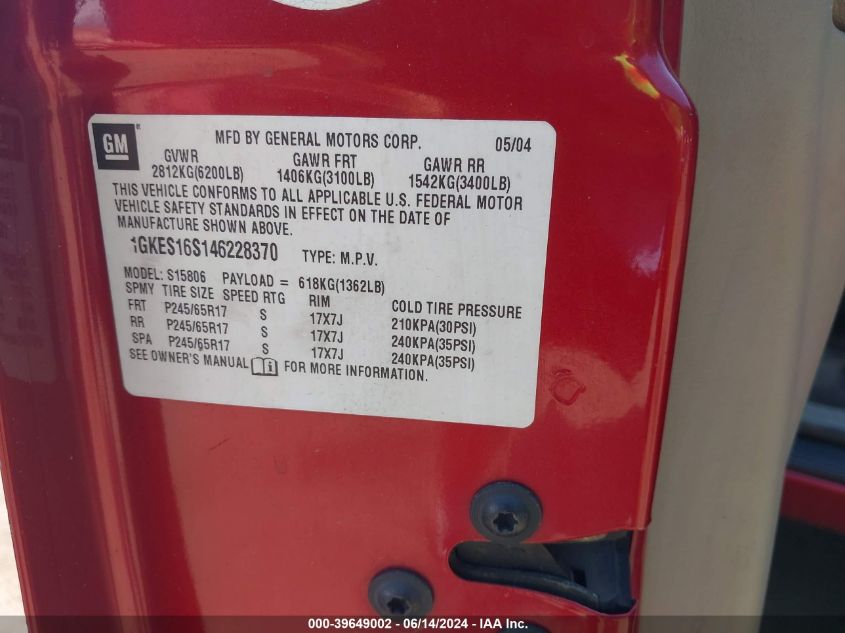 GM
MFD BY GENERAL MOTORS CORP. 05/04
GVWR GAWR FRT GAWR RR
2812KG(6200LB) 1406KG(3100LB) 1542KG(3400LB)
THIS VEHICLE CONFORMS TO ALL APPLICABLE U.S. FEDERAL MOTOR
VEHICLE SAFETY STANDARDS IN EFFECT ON THE DATE OF
MANUFACTURE SHOWN ABOVE.
1GKES16S146228370 TYPE: M.P.V.
MODEL: S15806 PAYLOAD = 618KG(1362LB)
SPMY TIRE SIZE SPEED RTG RIM COLD TIRE PRESSURE
FRT P245/65R17 S 17X7J 210KPA(30PSI)
RR P245/65R17 S 17X7J 240KPA(35PSI)
SPA P245/65R17 S 17X7J 240KPA(35PSI)
SEE OWNER'S MANUAL FOR MORE INFORMATION.
000-39649002 - 06/14/2024 - IAA Inc.